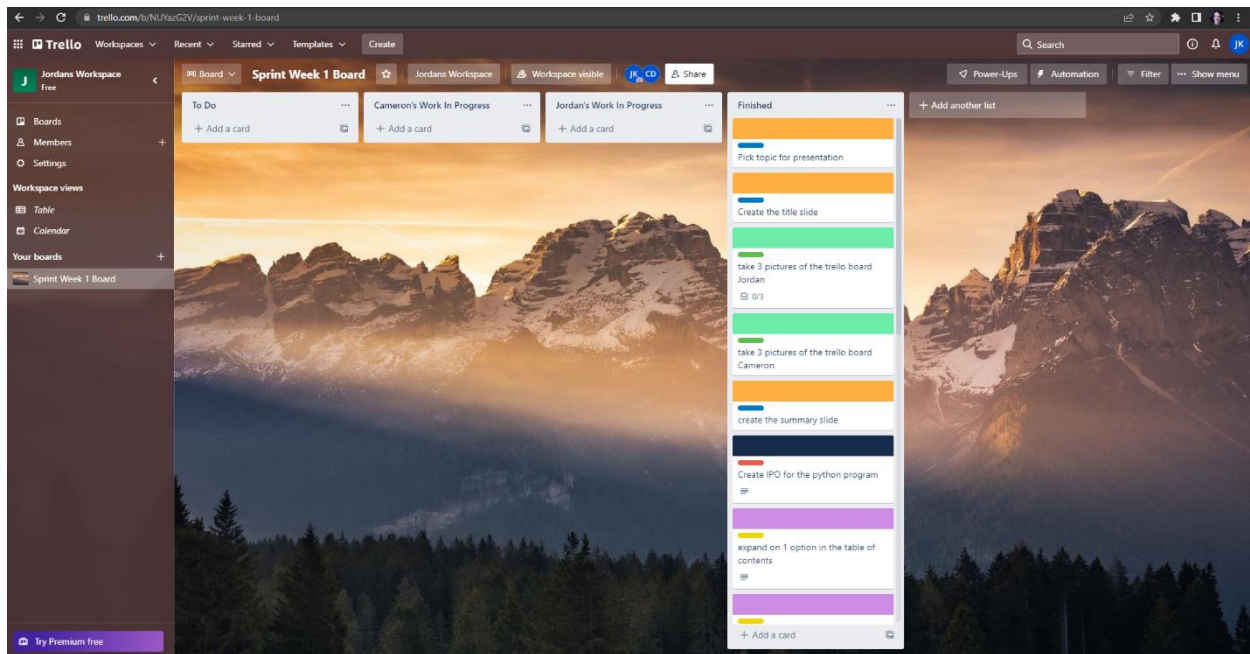 trello.com/b/NUYazG2V/sprint-week-1-board
Trello Workspaces Recent Starred Templates Create Search JK
J Jordans Workspace
Free
Board Sprint Week 1 Board Jordans Workspace Workspace visible JK CD Share Power-Ups Automation Filter Show menu
Boards
Members
Settings
Workspace views
Table
Calendar
Your boards
Sprint Week 1 Board
Try Premium free
To Do
+ Add a card
Cameron's Work In Progress
+ Add a card
Jordan's Work In Progress
+ Add a card
Finished
Pick topic for presentation
Create the title slide
take 3 pictures of the trello board
Jordan
0/3
take 3 pictures of the trello board
Cameron
create the summary slide
Create IPO for the python program
expand on 1 option in the table of
contents
+ Add a card
+ Add another list